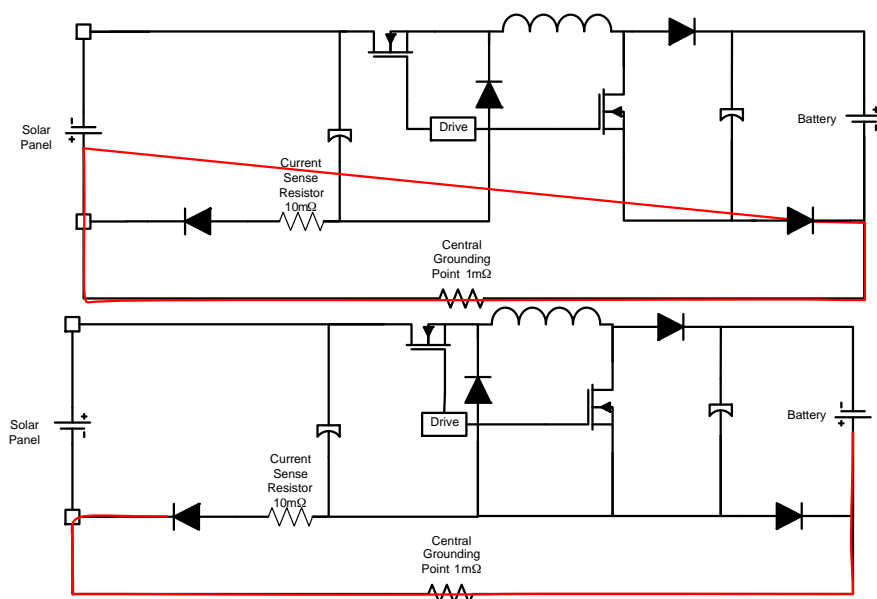 Solar
Panel
Drive
Battery
Current
Sense
Resistor
10mΩ
Central
Grounding
Point 1mΩ
Solar
Panel
Drive
Battery
Current
Sense
Resistor
10mΩ
Central
Grounding
Point 1mΩ